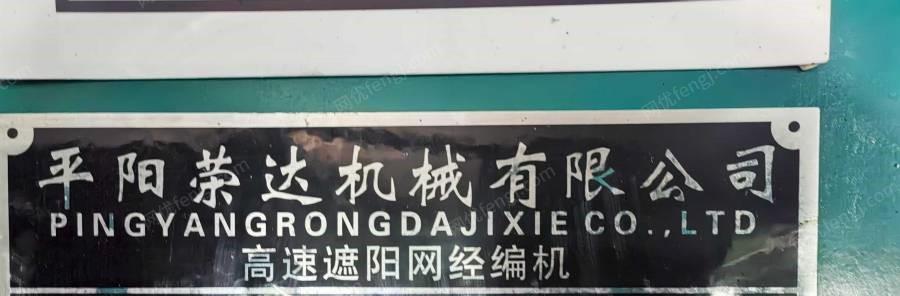 平阳荣达机械有限公司
PINGYANGRONGDAJIXIE CO.,LTD
高速遮阳网经编机